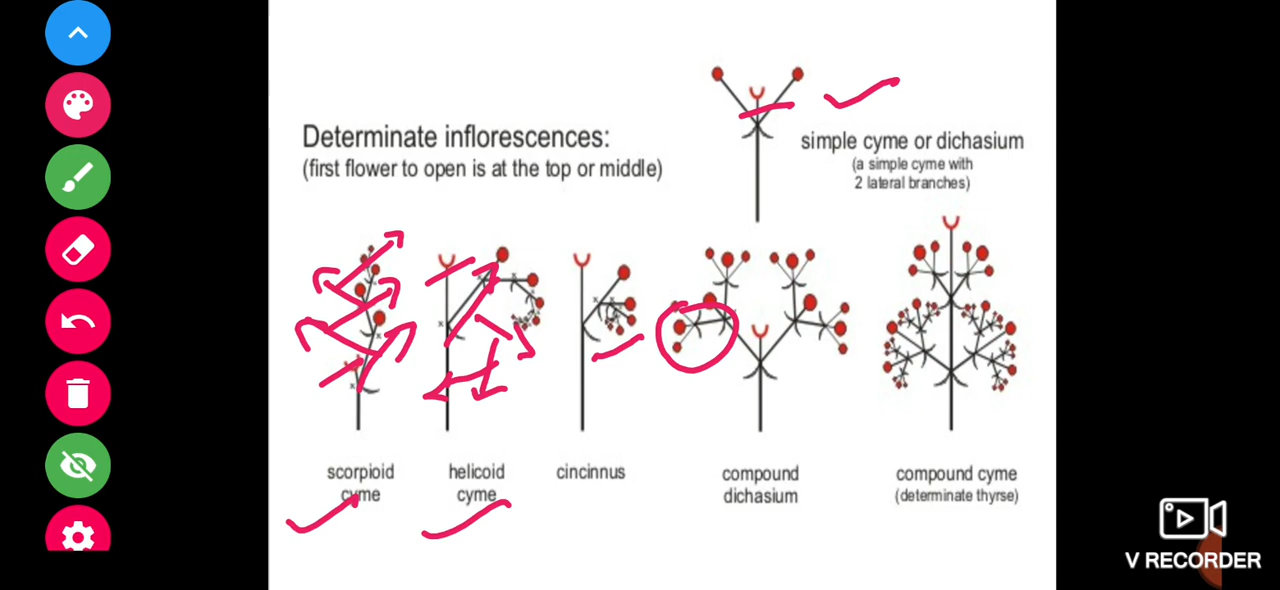 Determinate inflorescences:
(first flower to open is at the top or middle)
simple cyme or dichasium
(a simple cyme with
2 lateral branches)
scorpioid
cyme
helicoid
cyme
cincinnus
compound
dichasium
compound cyme
(determinate thyrse)
V RECORDER